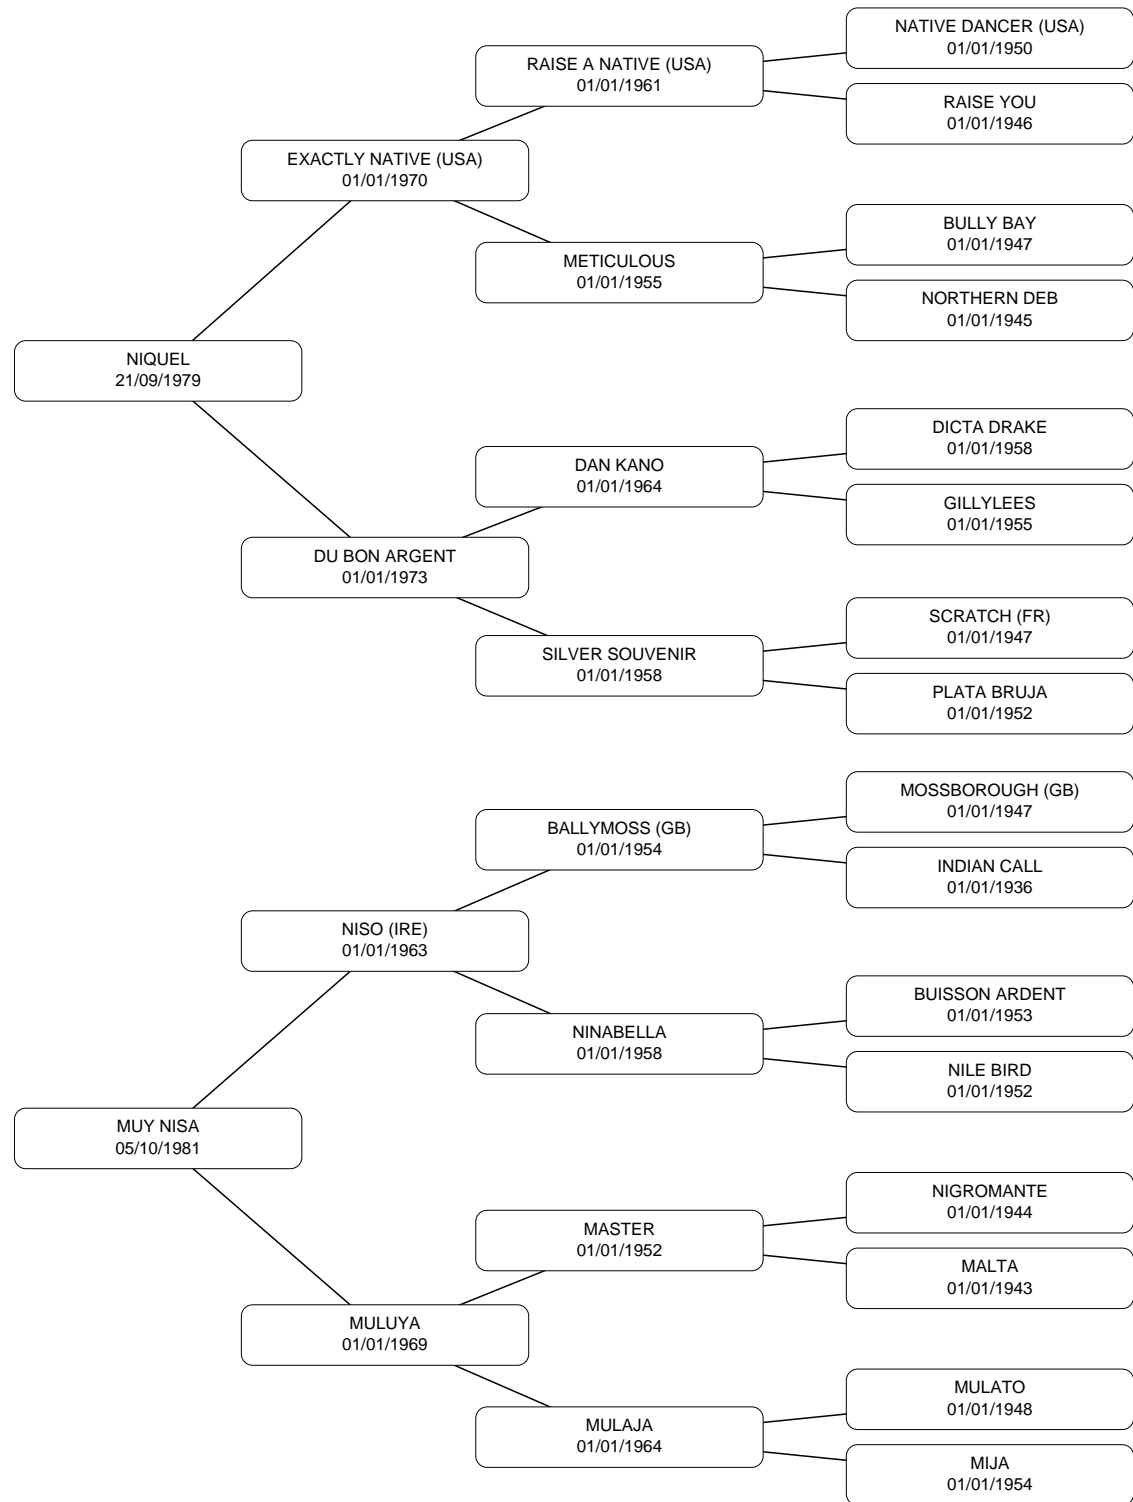 NATIVE DANCER (USA)
01/01/1950
RAISE A NATIVE (USA)
01/01/1961
RAISE YOU
01/01/1946
EXACTLY NATIVE (USA)
01/01/1970
BULLY BAY
01/01/1947
METICULOUS
01/01/1955
NORTHERN DEB
01/01/1945
NIQUEL
21/09/1979
DICTA DRAKE
01/01/1958
DAN KANO
01/01/1964
GILLYLEES
01/01/1955
DU BON ARGENT
01/01/1973
SCRATCH (FR)
01/01/1947
SILVER SOUVENIR
01/01/1958
PLATA BRUJA
01/01/1952
MOSSBOROUGH (GB)
01/01/1947
BALLYMOSS (GB)
01/01/1954
INDIAN CALL
01/01/1936
NISO (IRE)
01/01/1963
BUISSON ARDENT
01/01/1953
NINABELLA
01/01/1958
NILE BIRD
01/01/1952
MUY NISA
05/10/1981
NIGROMANTE
01/01/1944
MASTER
01/01/1952
MALTA
01/01/1943
MULUYA
01/01/1969
MULATO
01/01/1948
MULAJA
01/01/1964
MIJA
01/01/1954